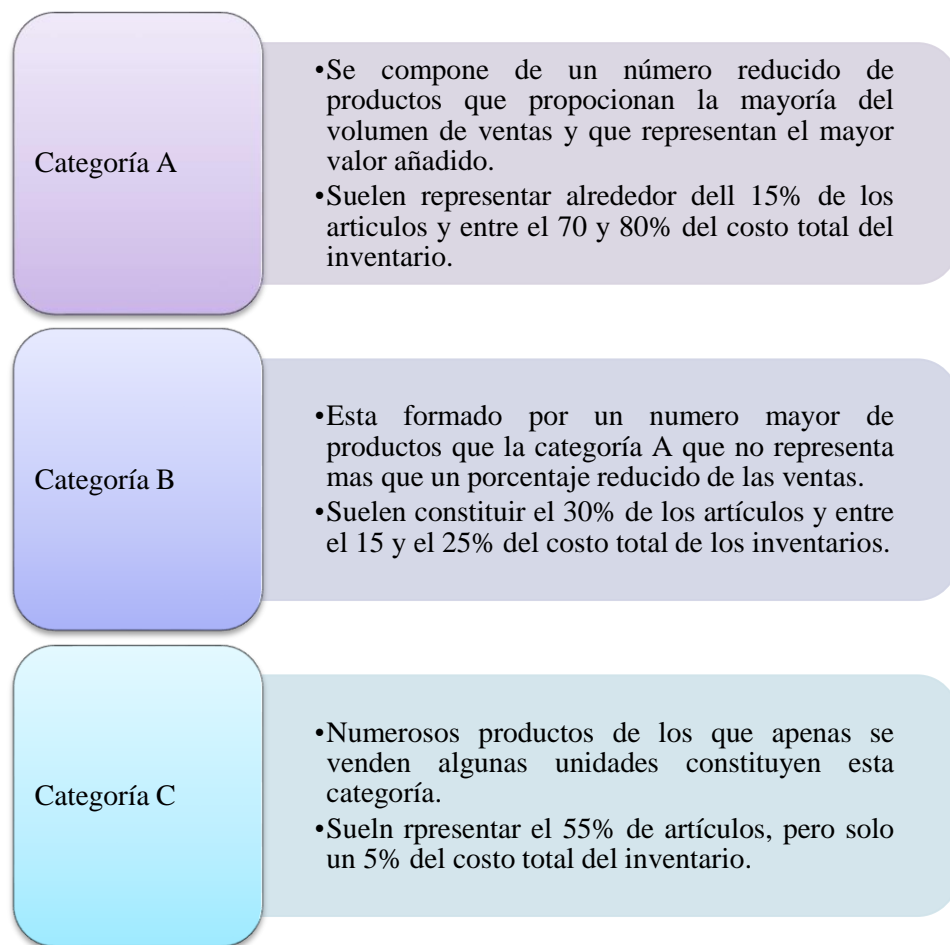 Categoría A
•Se compone de un número reducido de
productos que propocionan la mayoría del
volumen de ventas y que representan el mayor
valor añadido.
•Suelen representar alrededor dell 15% de los
articulos y entre el 70 y 80% del costo total del
inventario.
Categoría B
•Esta formado por un numero mayor de
productos que la categoría A que no representa
mas que un porcentaje reducido de las ventas.
•Suelen constituir el 30% de los artículos y entre
el 15 y el 25% del costo total de los inventarios.
Categoría C
•Numerosos productos de los que apenas se
venden algunas unidades constituyen esta
categoría.
•Sueln rpresentar el 55% de artículos, pero solo
un 5% del costo total del inventario.